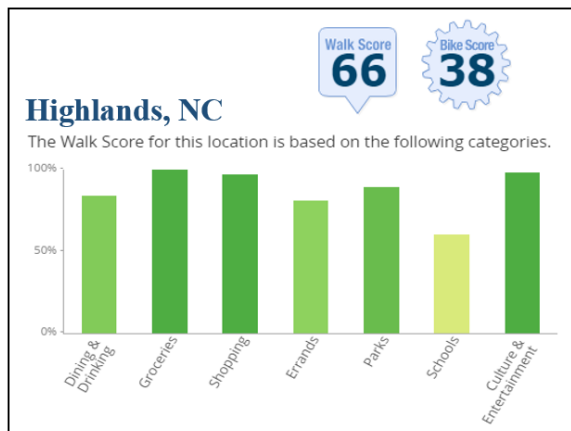 Walk Score
66
Bike Score
38
Highlands, NC
The Walk Score for this location is based on the following categories.
100%
50%
0%
Dining &
Drinking
Groceries
Shopping
Errands
Parks
Schools
Culture &
Entertainment